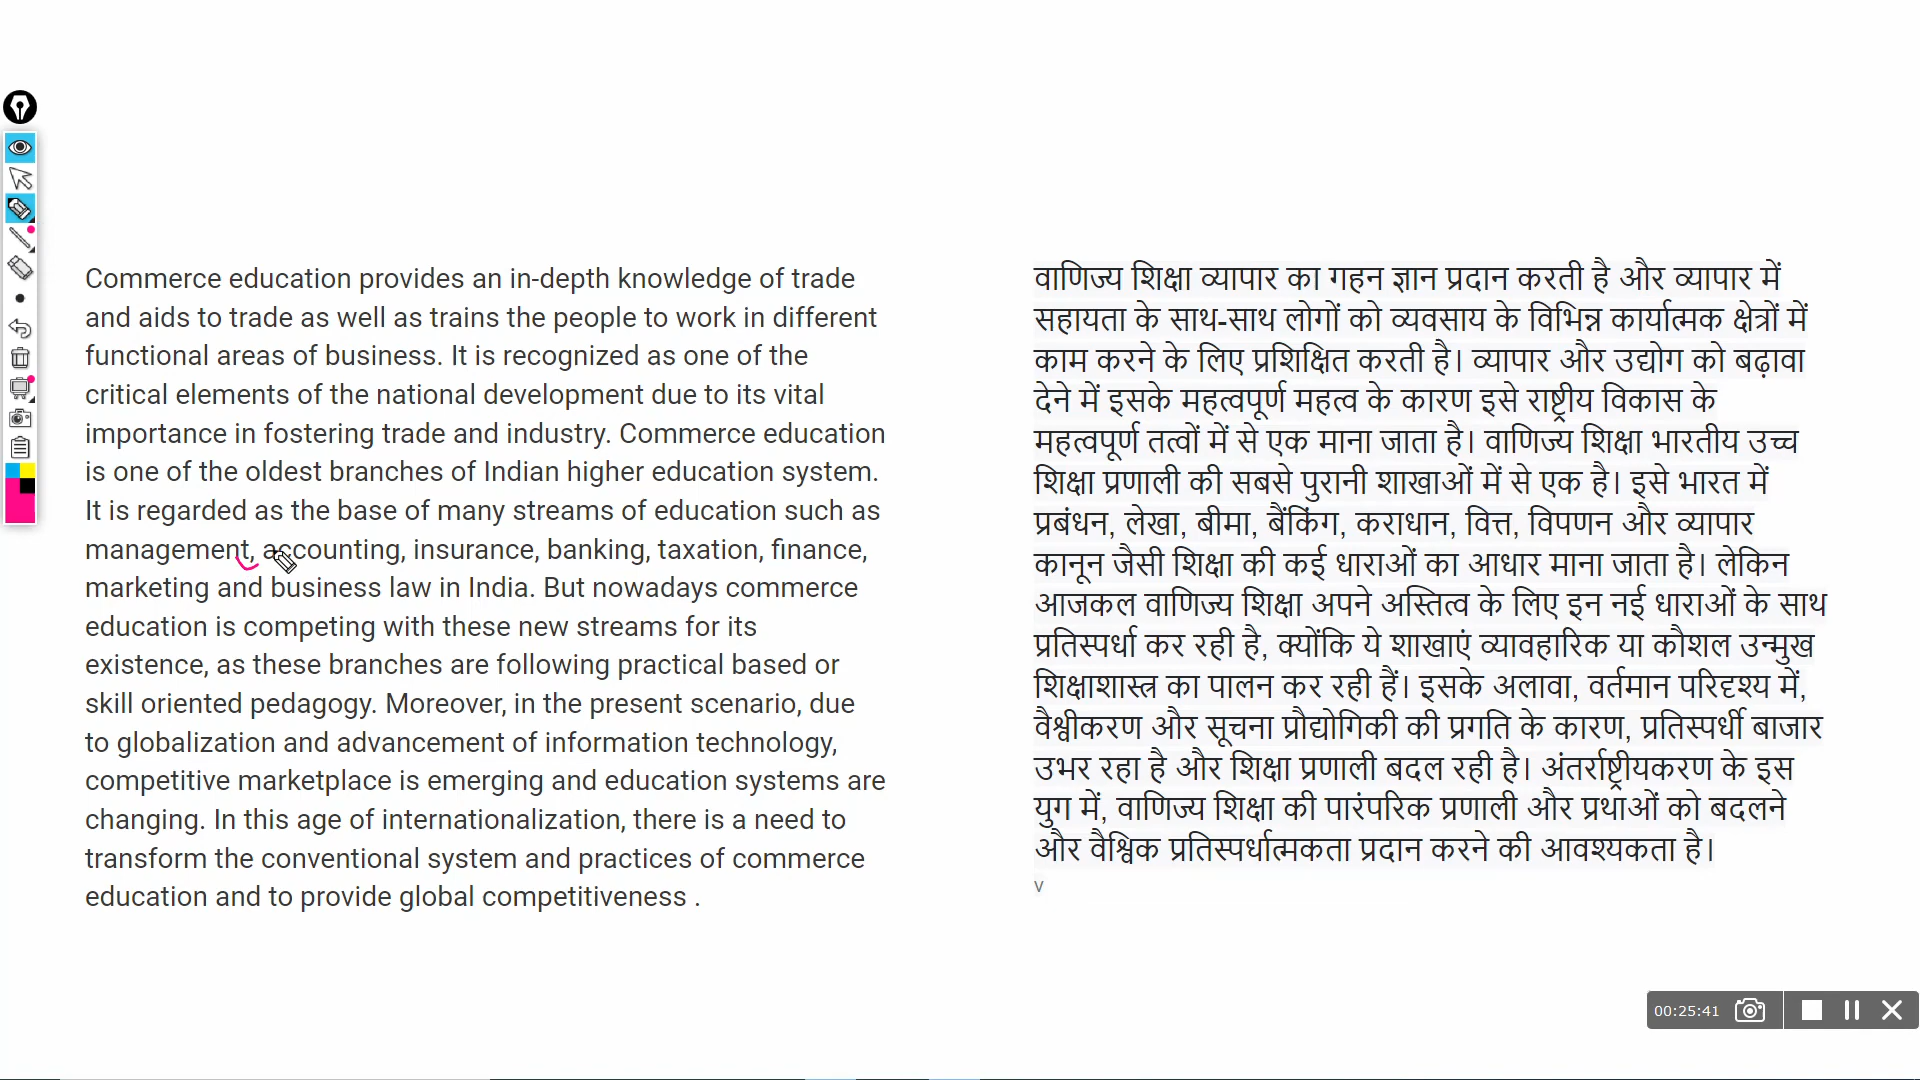 Commerce education provides an in-depth knowledge of trade
and aids to trade as well as trains the people to work in different
functional areas of business. It is recognized as one of the
critical elements of the national development due to its vital
importance in fostering trade and industry. Commerce education
is one of the oldest branches of Indian higher education system.
It is regarded as the base of many streams of education such as
management, accounting, insurance, banking, taxation, finance,
marketing and business law in India. But nowadays commerce
education is competing with these new streams for its
existence, as these branches are following practical based or
skill oriented pedagogy. Moreover, in the present scenario, due
to globalization and advancement of information technology,
competitive marketplace is emerging and education systems are
changing. In this age of internationalization, there is a need to
transform the conventional system and practices of commerce
education and to provide global competitiveness .
वाणिज्य शिक्षा व्यापार का गहन ज्ञान प्रदान करती है और व्यापार में
सहायता के साथ-साथ लोगों को व्यवसाय के विभिन्न कार्यात्मक क्षेत्रों में
काम करने के लिए प्रशिक्षित करती है। व्यापार और उद्योग को बढ़ावा
देने में इसके महत्वपूर्ण महत्व के कारण इसे राष्ट्रीय विकास के
महत्वपूर्ण तत्वों में से एक माना जाता है। वाणिज्य शिक्षा भारतीय उच्च
शिक्षा प्रणाली की सबसे पुरानी शाखाओं में से एक है। इसे भारत में
प्रबंधन, लेखा, बीमा, बैंकिंग, कराधान, वित्त, विपणन और व्यापार
कानून जैसी शिक्षा की कई धाराओं का आधार माना जाता है। लेकिन
आजकल वाणिज्य शिक्षा अपने अस्तित्व के लिए इन नई धाराओं के साथ
प्रतिस्पर्धा कर रही है, क्योंकि ये शाखाएं व्यावहारिक या कौशल उन्मुख
शिक्षाशास्त्र का पालन कर रही हैं। इसके अलावा, वर्तमान परिदृश्य में,
वैश्वीकरण और सूचना प्रौद्योगिकी की प्रगति के कारण, प्रतिस्पर्धी बाजार
उभर रहा है और शिक्षा प्रणाली बदल रही है। अंतर्राष्ट्रीयकरण के इस
युग में, वाणिज्य शिक्षा की पारंपरिक प्रणाली और प्रथाओं को बदलने
और वैश्विक प्रतिस्पर्धात्मकता प्रदान करने की आवश्यकता है।
v
00:25:41